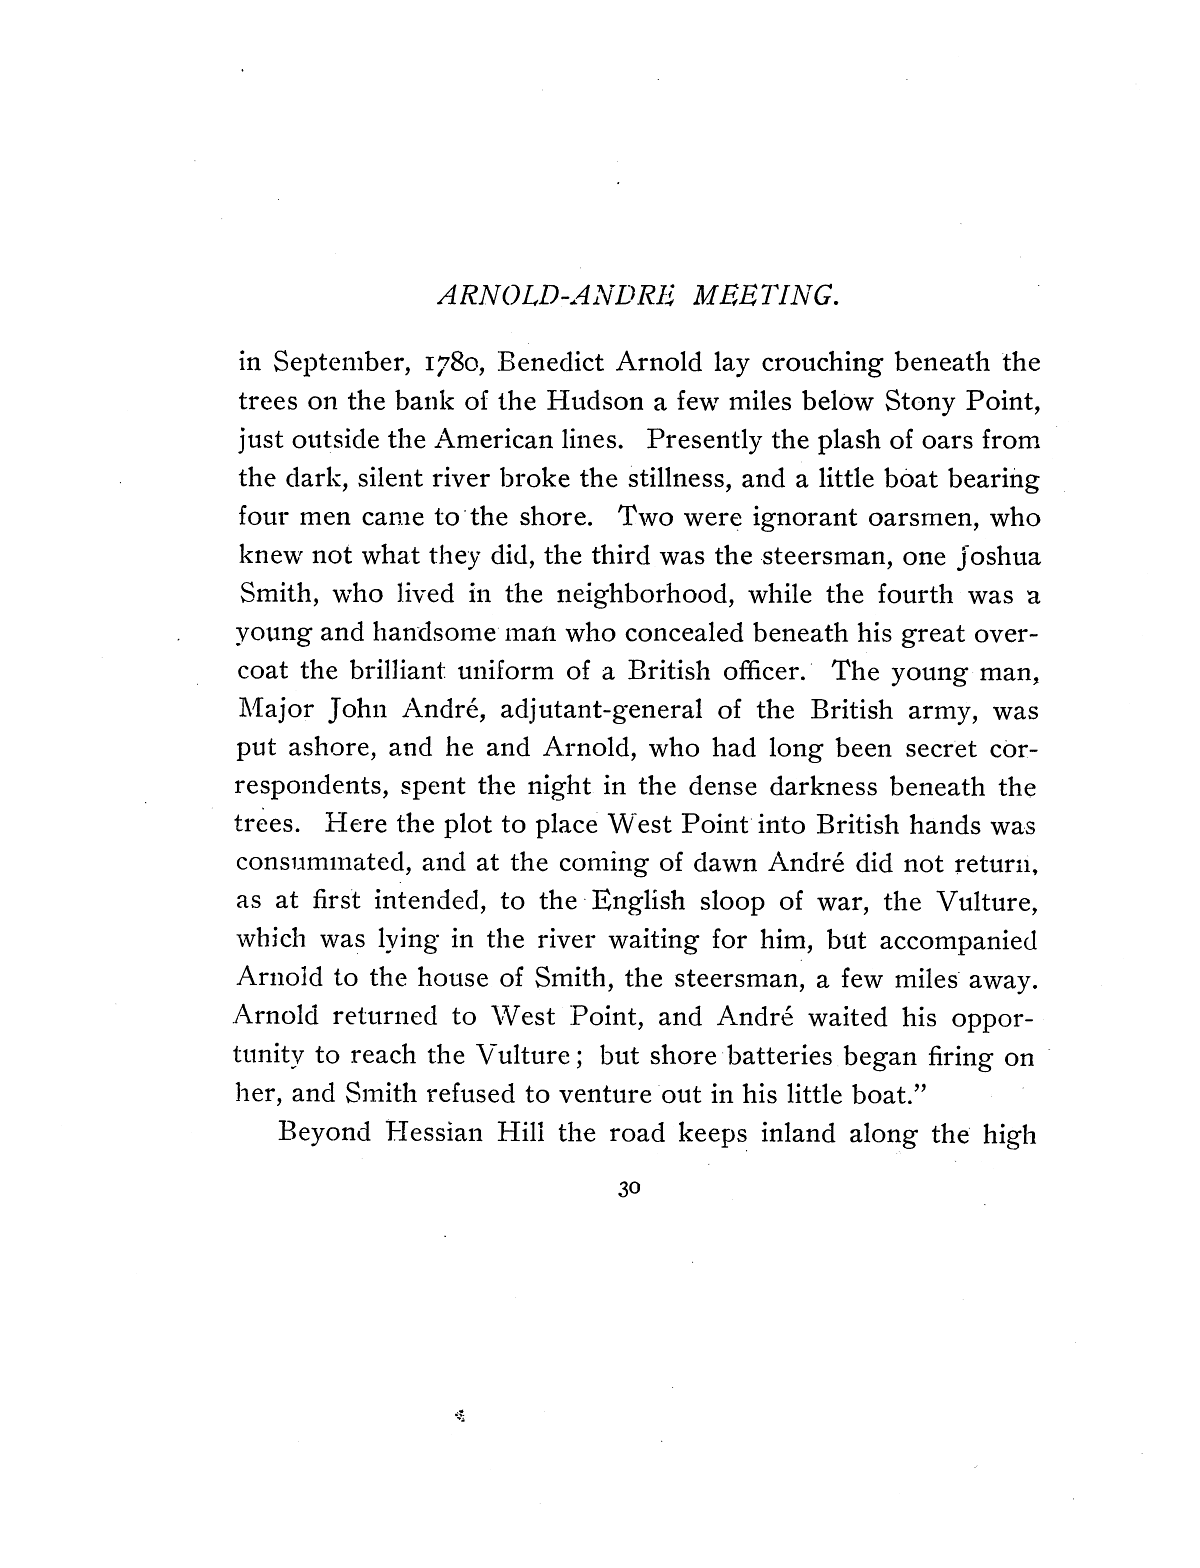 ARNOLD-ANDRÉ MEETING.
in September, 1780, Benedict Arnold lay crouching beneath the
trees on the bank of the Hudson a few miles below Stony Point,
just outside the American lines. Presently the plash of oars from
the dark, silent river broke the stillness, and a little boat bearing
four men came to the shore. Two were ignorant oarsmen, who
knew not what they did, the third was the steersman, one Joshua
Smith, who lived in the neighborhood, while the fourth was a
young and handsome man who concealed beneath his great over-
coat the brilliant uniform of a British officer. The young man,
Major John André, adjutant-general of the British army, was
put ashore, and he and Arnold, who had long been secret cor-
respondents, spent the night in the dense darkness beneath the
trees. Here the plot to place West Point into British hands was
consummated, and at the coming of dawn André did not return,
as at first intended, to the English sloop of war, the Vulture,
which was lying in the river waiting for him, but accompanied
Arnold to the house of Smith, the steersman, a few miles away.
Arnold returned to West Point, and André waited his oppor-
tunity to reach the Vulture; but shore batteries began firing on
her, and Smith refused to venture out in his little boat.”
Beyond Hessian Hill the road keeps inland along the high
30